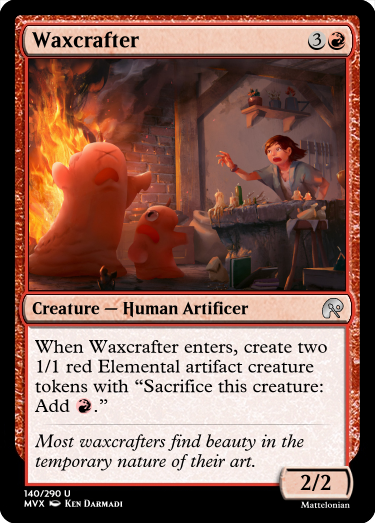 Waxcrafter 3
Creature — Human Artificer
When Waxcrafter enters, create two
1/1 red Elemental artifact creature
tokens with “Sacrifice this creature:
Add .”
Most waxcrafters find beauty in the
temporary nature of their art.
2/2
140/290 U
MVX Ken Darmadi Mattelonian